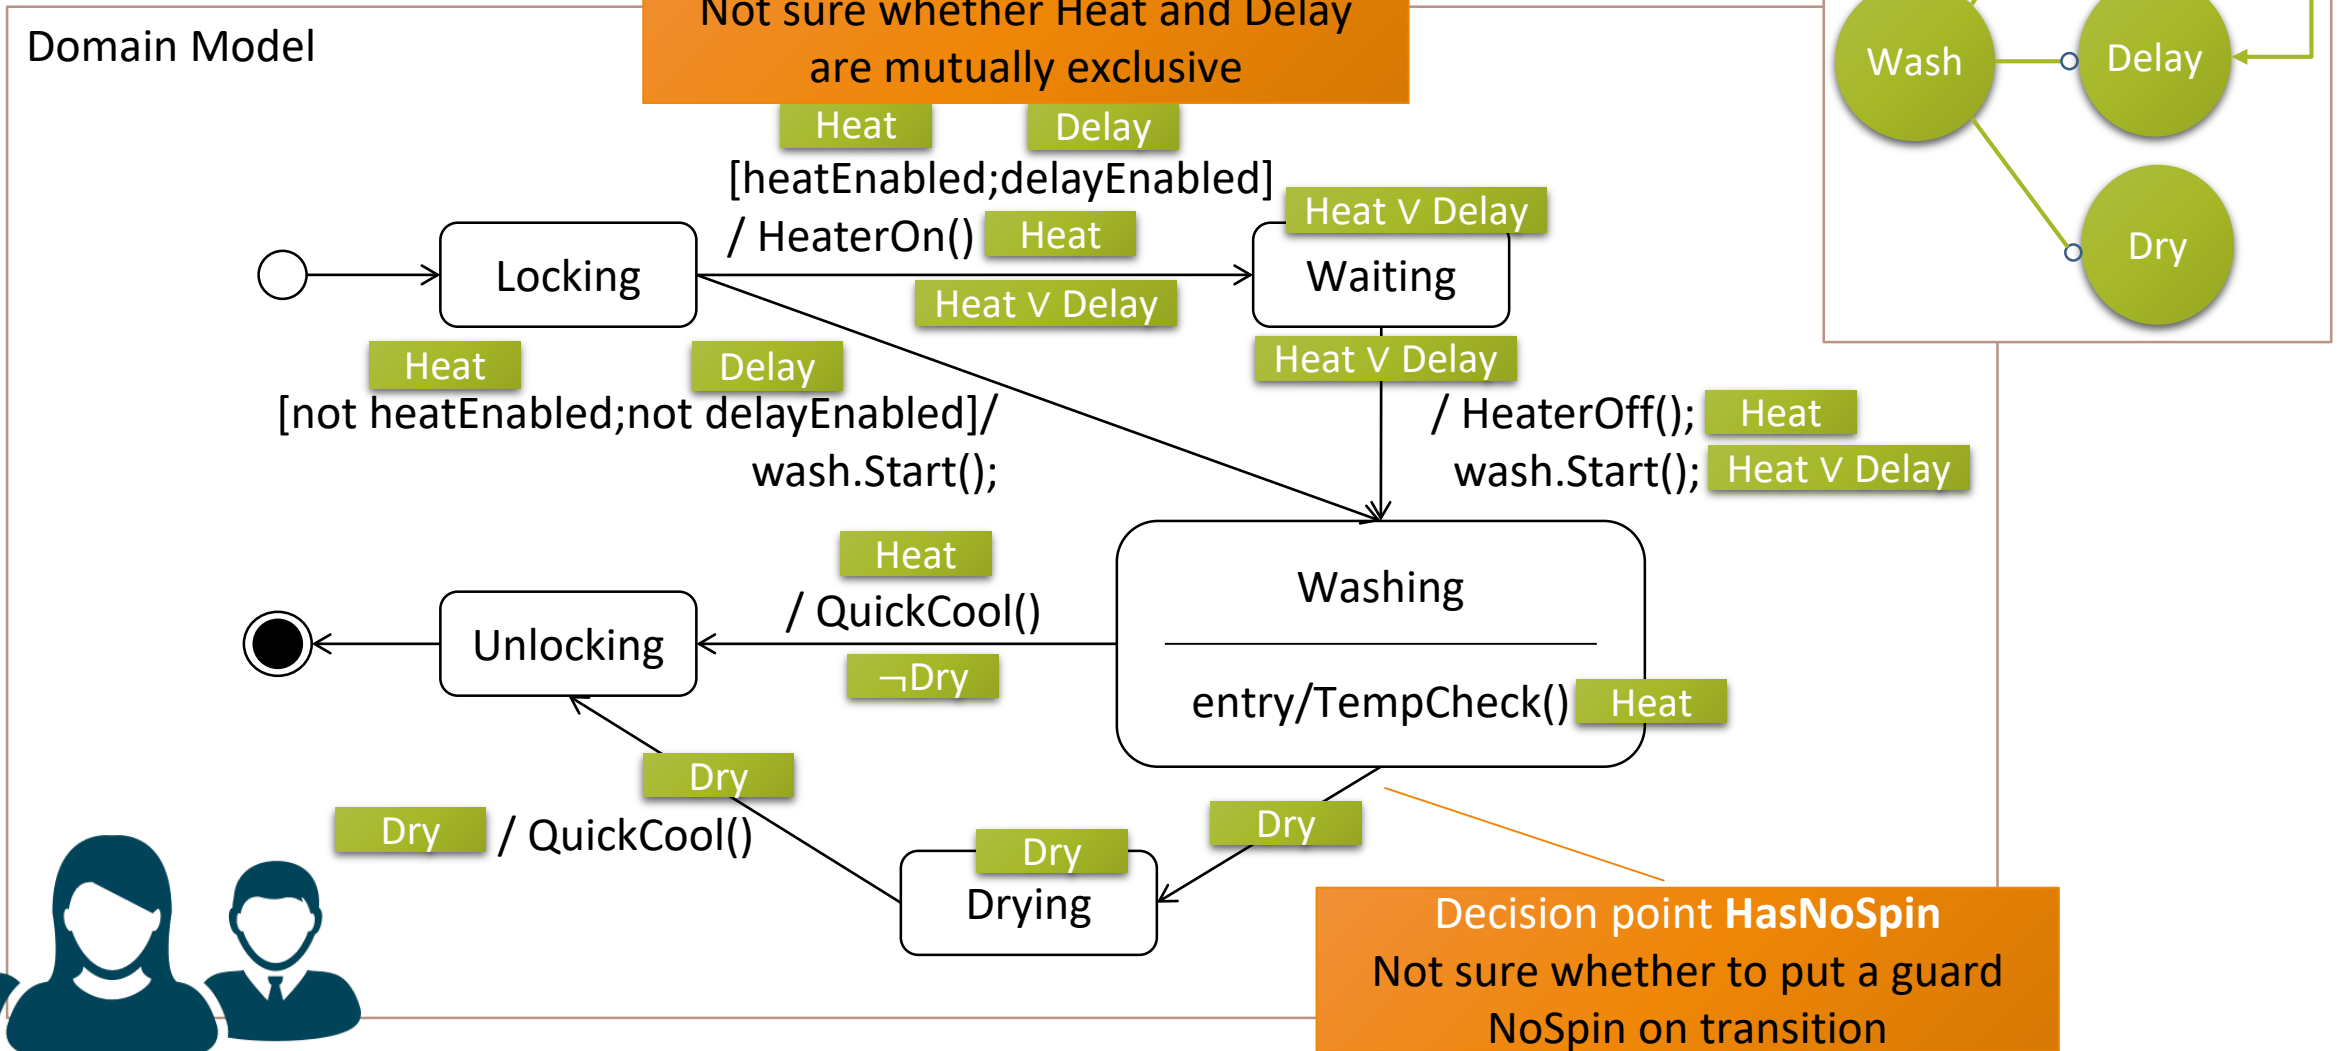 Not sure whether Heat and Delay
are mutually exclusive
Domain Model
Wash
Delay
Dry
Heat
Delay
[heatEnabled;delayEnabled]
/ HeaterOn()
Heat
Heat ∨ Delay
Locking
Waiting
Heat ∨ Delay
Heat
Delay
Heat ∨ Delay
[not heatEnabled;not delayEnabled]/
wash.Start();
/ HeaterOff();
Heat
wash.Start();
Heat ∨ Delay
Heat
/ QuickCool()
Washing
Unlocking
¬Dry
entry/TempCheck()
Heat
Dry
Dry
/ QuickCool()
Dry
Dry
Drying
Decision point HasNoSpin
Not sure whether to put a guard
NoSpin on transition